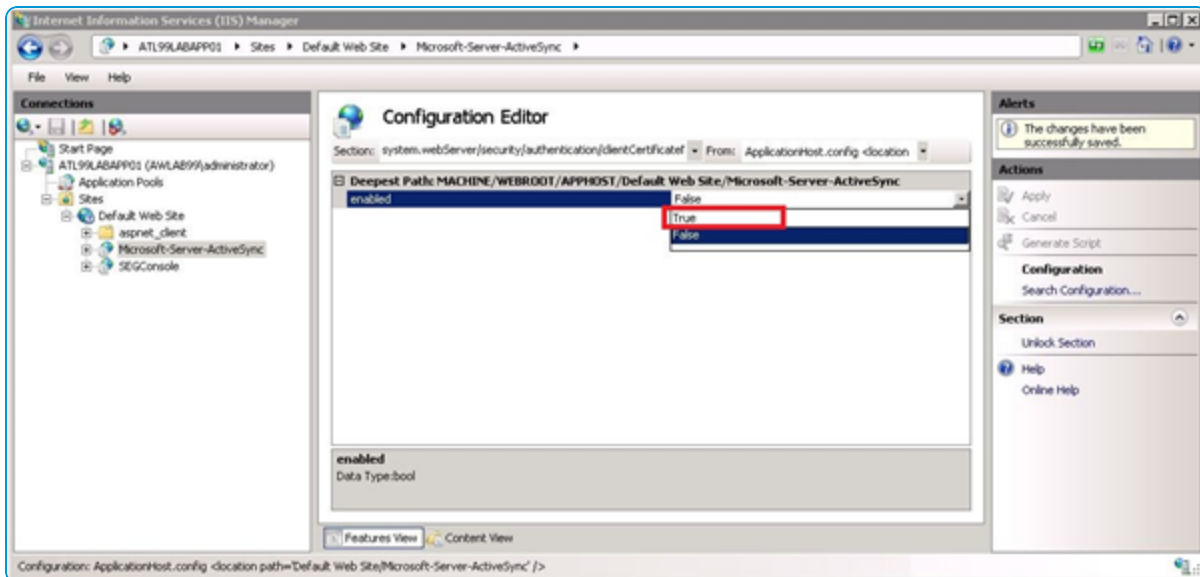 Internet Information Services (IIS) Manager
ATL99LABAPP01 Sites Default Web Site Microsoft-Server-ActiveSync
File View Help
Connections
Start Page
ATL99LABAPP01 (AWLAB99\administrator)
Application Pools
Sites
Default Web Site
aspnet_client
Microsoft-Server-ActiveSync
SEGConsole
Configuration Editor
Section: system.webServer/security/authentication/clientCertificateM From: ApplicationHost.config <location
Deepest Path: MACHINE/WEBROOT/APPHOST/Default Web Site/Microsoft-Server-ActiveSync
enabled False
True
False
enabled
Data Type:bool
Features View Content View
Alerts
The changes have been
successfully saved.
Actions
Apply
Cancel
Generate Script
Configuration
Search Configuration...
Section
Unlock Section
Help
Online Help
Configuration: ApplicationHost.config <location path='Default Web Site/Microsoft-Server-ActiveSync' />